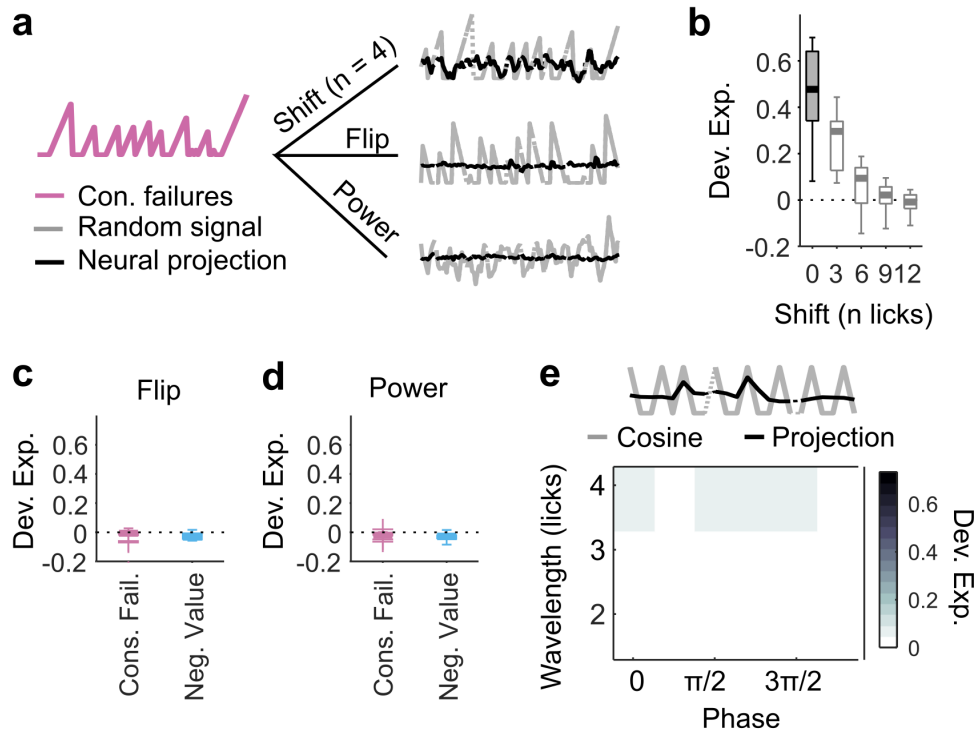 a
Shift (n = 4)
Flip
Power
Con. failures
Random signal
Neural projection
b
Dev. Exp.
0.6
0.4
0.2
0
-0.2
0 3 6 912
Shift (n licks)
c
Flip
Dev. Exp.
0.6
0.4
0.2
0
-0.2
Cons. Fail.
Neg. Value
d
Power
Dev. Exp.
0.6
0.4
0.2
0
-0.2
Cons. Fail.
Neg. Value
e
Cosine
Projection
Wavelength (licks)
4
3
2
0 π/2 3π/2
Phase
0.6
0.4
0.2
0
Dev. Exp.